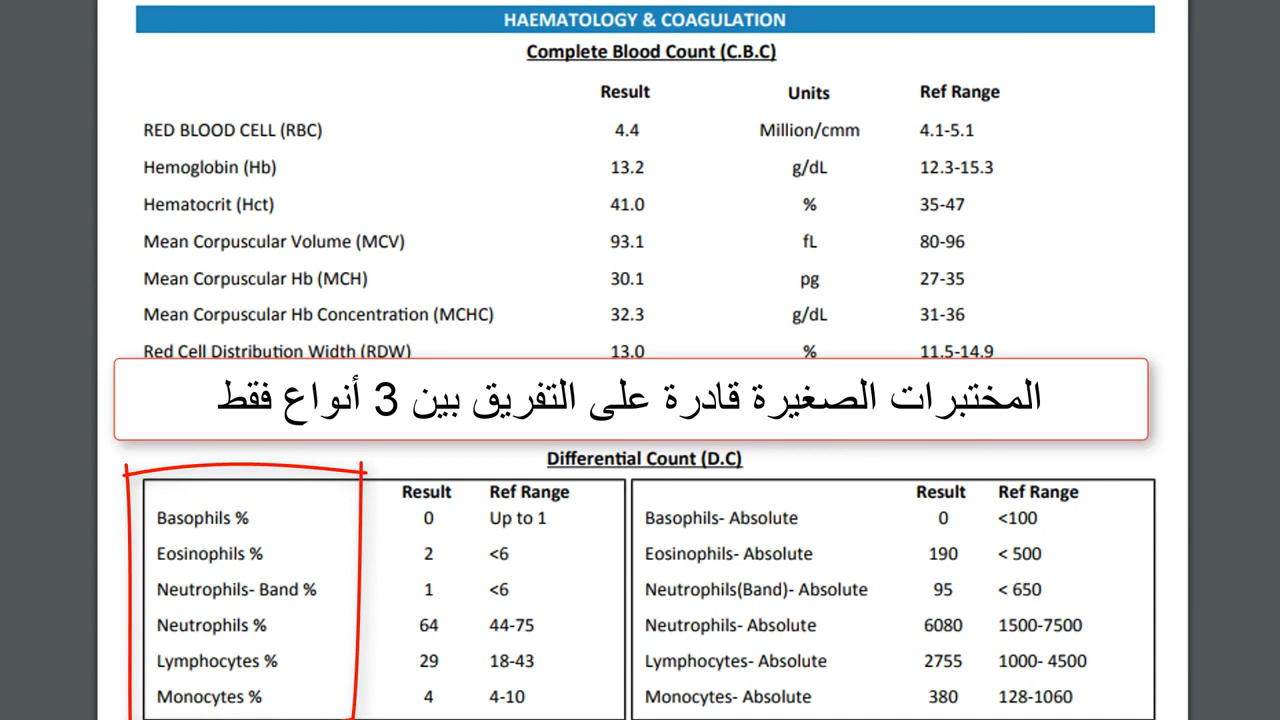 HAEMATOLOGY & COAGULATION
Complete Blood Count (C.B.C)
Result Units Ref Range
RED BLOOD CELL (RBC) 4.4 Million/cmm 4.1-5.1
Hemoglobin (Hb) 13.2 g/dL 12.3-15.3
Hematocrit (Hct) 41.0 % 35-47
Mean Corpuscular Volume (MCV) 93.1 fL 80-96
Mean Corpuscular Hb (MCH) 30.1 pg 27-35
Mean Corpuscular Hb Concentration (MCHC) 32.3 g/dL 31-36
Red Cell Distribution Width (RDW) 13.0 % 11.5-14.9
المختبرات الصغيرة قادرة على التفريق بين 3 أنواع فقط
Differential Count (D.C)
Result Ref Range Result Ref Range
Basophils % 0 Up to 1 Basophils- Absolute 0 <100
Eosinophils % 2 <6 Eosinophils- Absolute 190 < 500
Neutrophils- Band % 1 <6 Neutrophils(Band)- Absolute 95 < 650
Neutrophils % 64 44-75 Neutrophils- Absolute 6080 1500-7500
Lymphocytes % 29 18-43 Lymphocytes- Absolute 2755 1000- 4500
Monocytes % 4 4-10 Monocytes- Absolute 380 128-1060